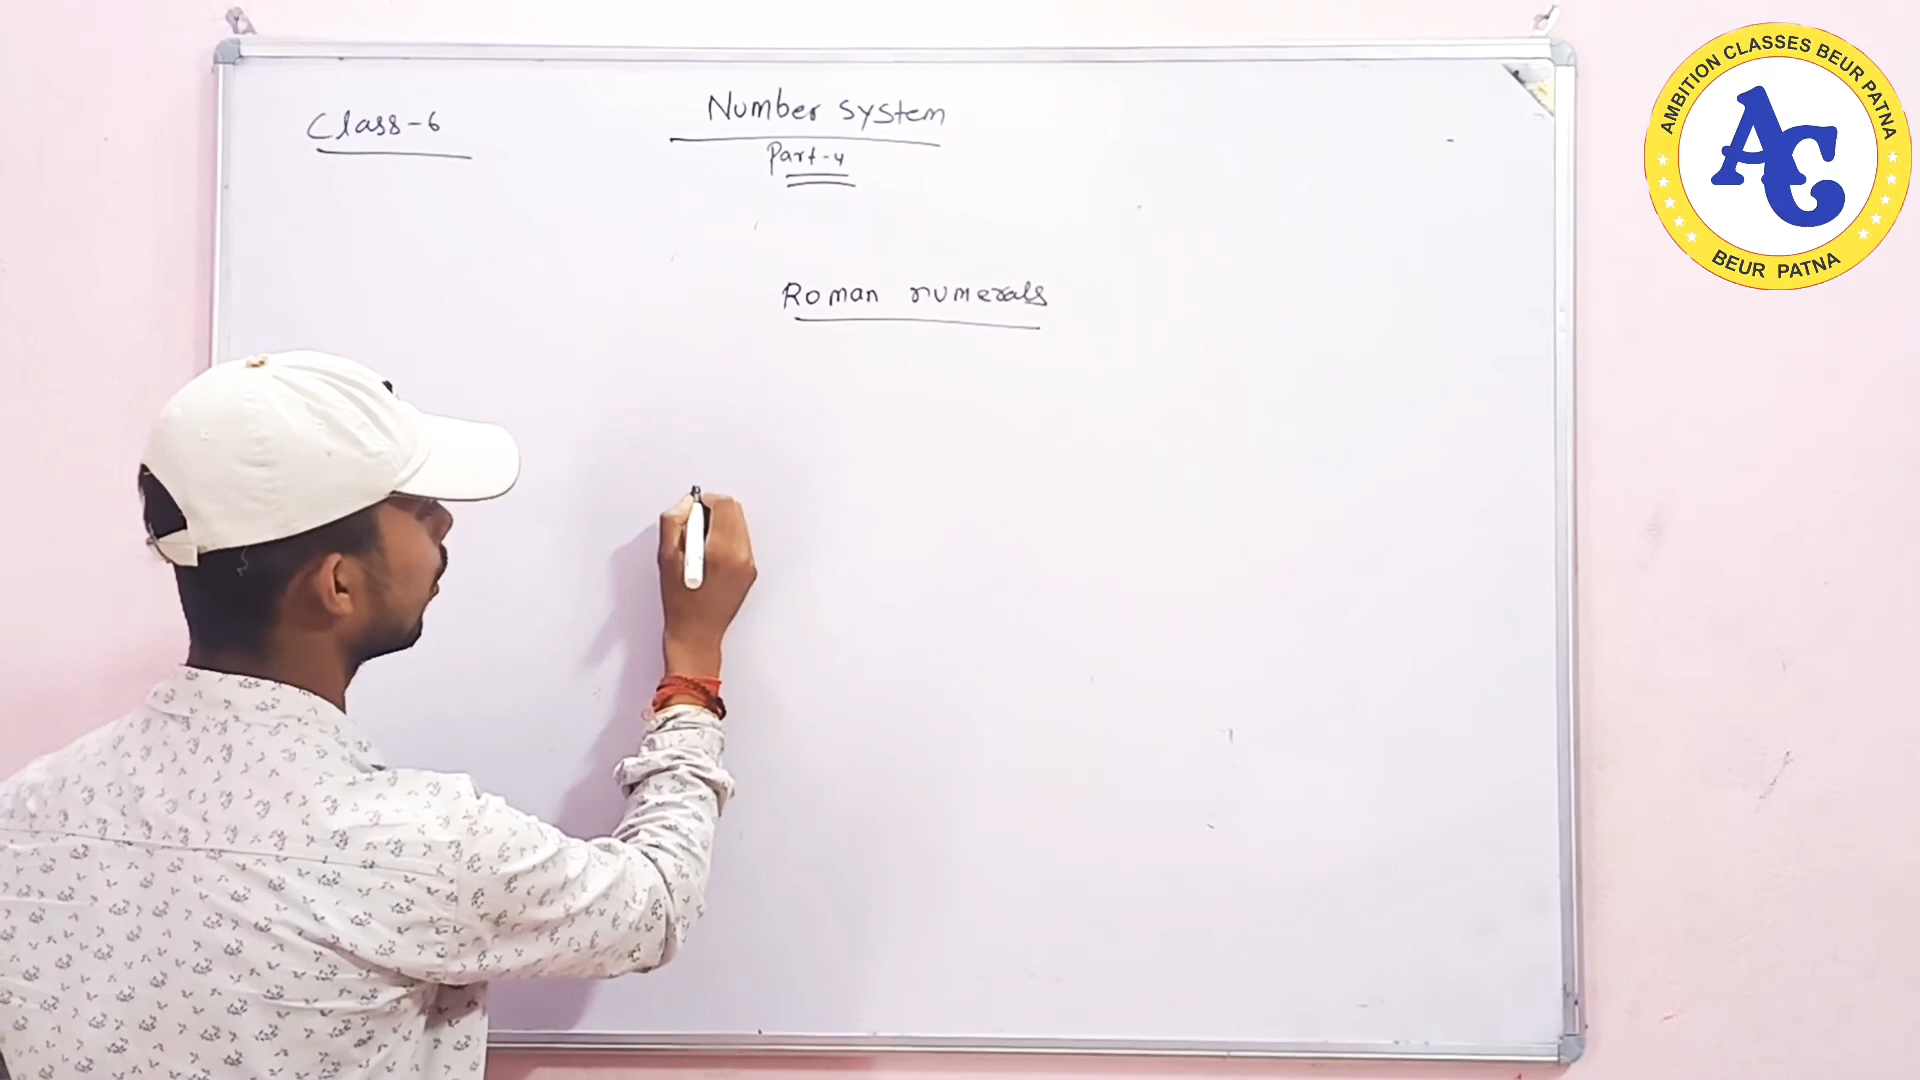 Class-6
Number system
Part-4
Roman numerals
AMBITION CLASSES BEUR PATNA
AC
BEUR PATNA